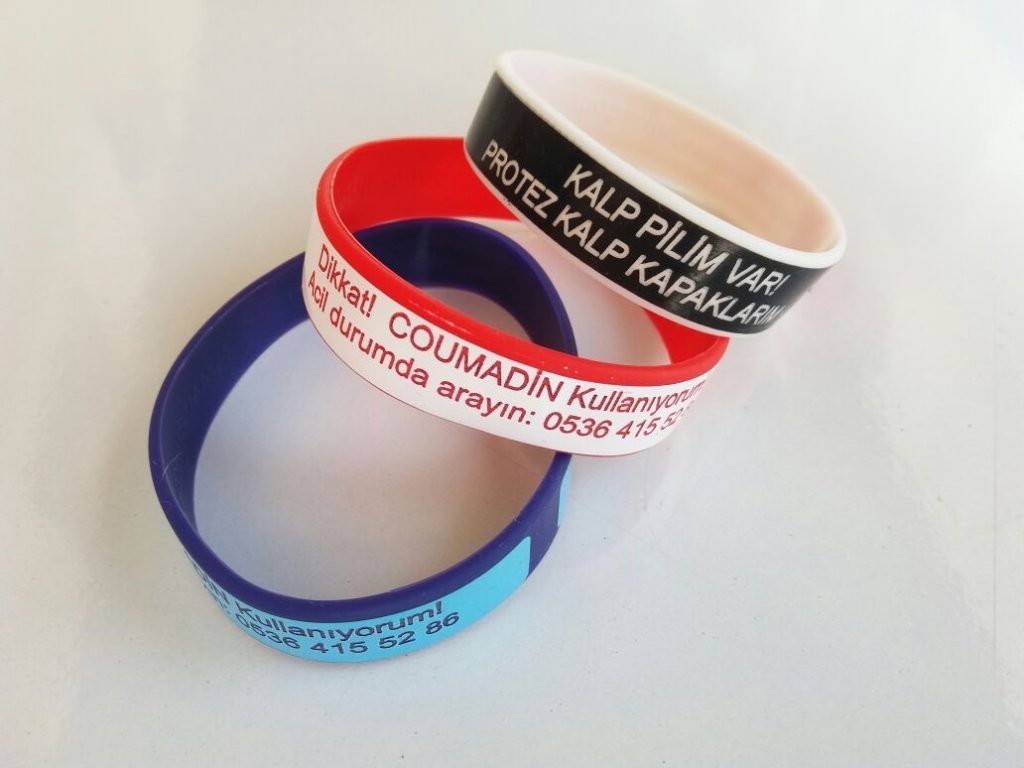 KALP PİLİM VAR!
PROTEZ KALP KAPAKLARIM
Dikkat! COUMADİN Kullanıyorum
Acil durumda arayın: 0536 415 52
Kullanıyorum!
0536 415 52 86